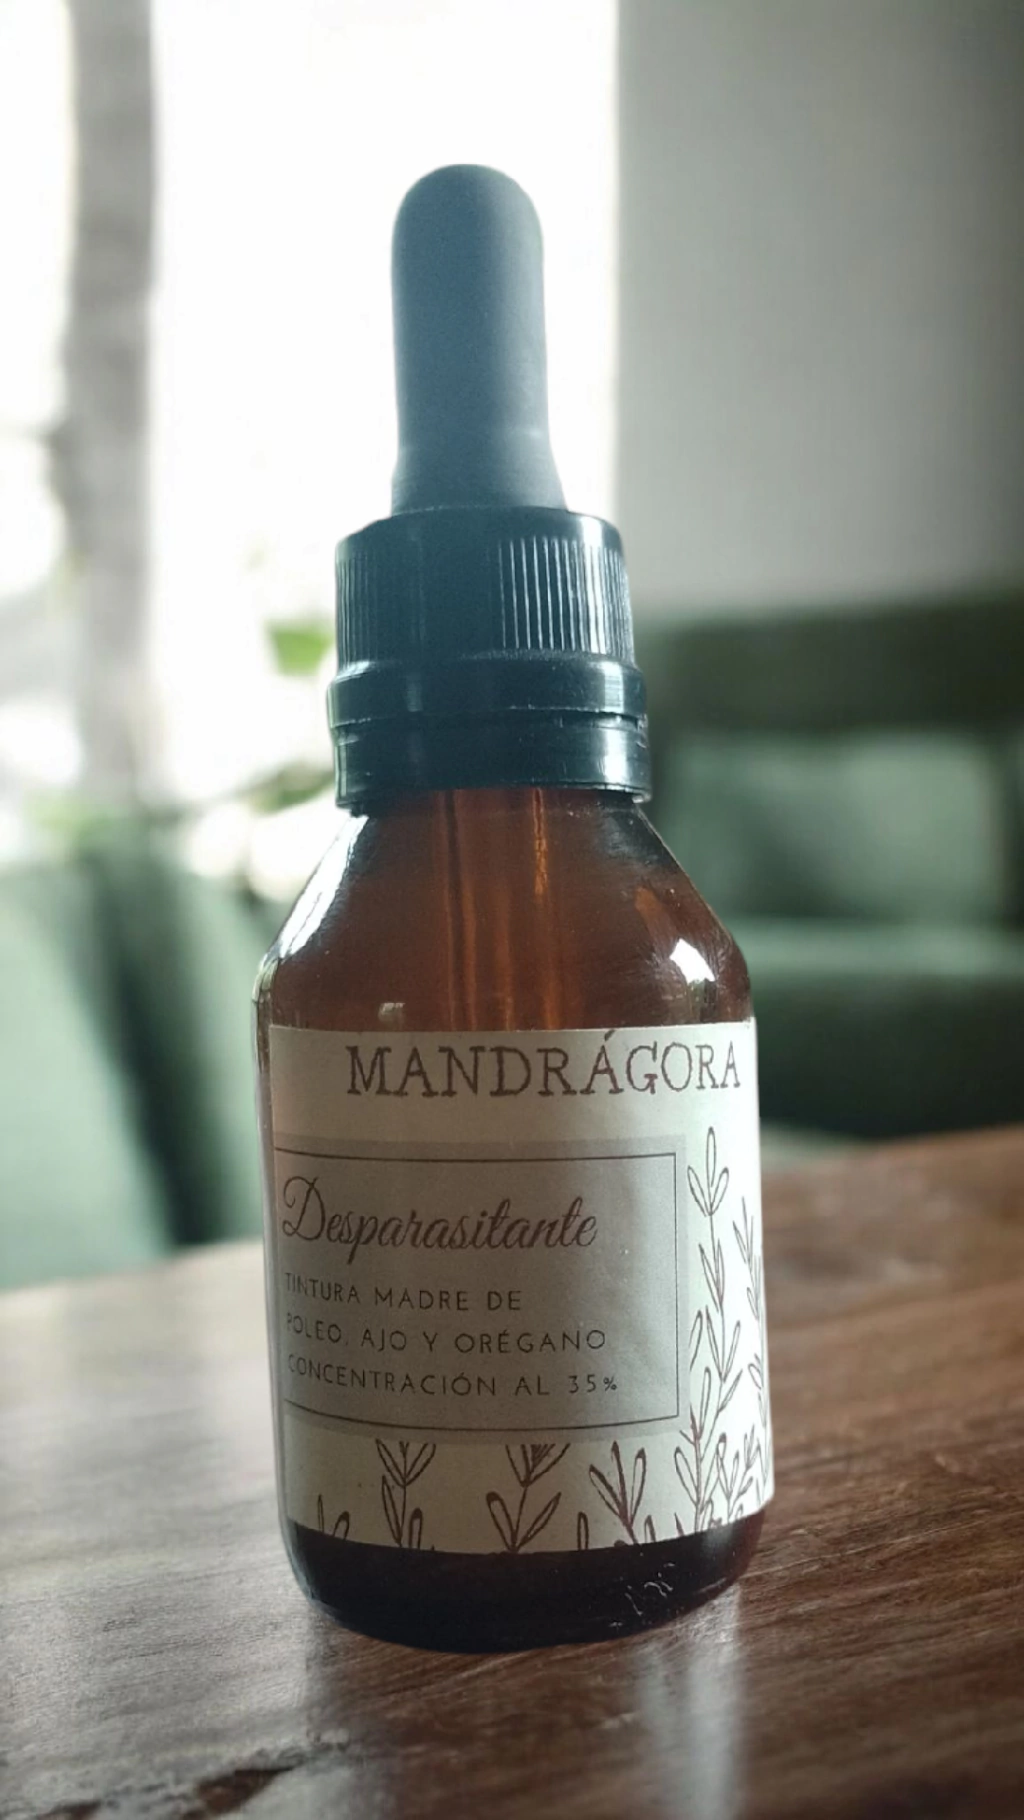 MANDRÁGORA
Desparasitante
TINTURA MADRE DE
POLEO, AJO Y ORÉGANO
CONCENTRACIÓN AL 35%